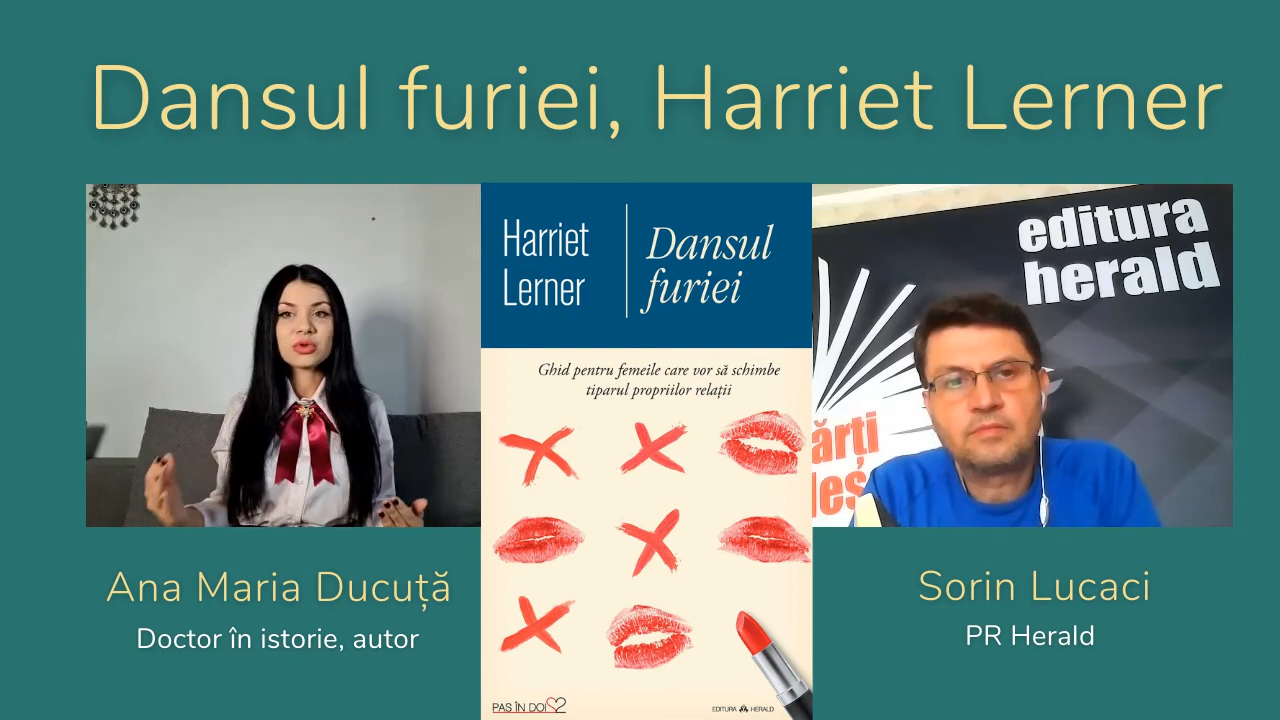 Dansul furiei, Harriet Lerner
Harriet
Lerner
Dansul
furiei
Ghid pentru femeile care vor să schimbe
tiparul propriilor relații
PAS ÎN DOI
EDITURA HERALD
editura
herald
Ana Maria Ducuță
Doctor în istorie, autor
Sorin Lucaci
PR Herald